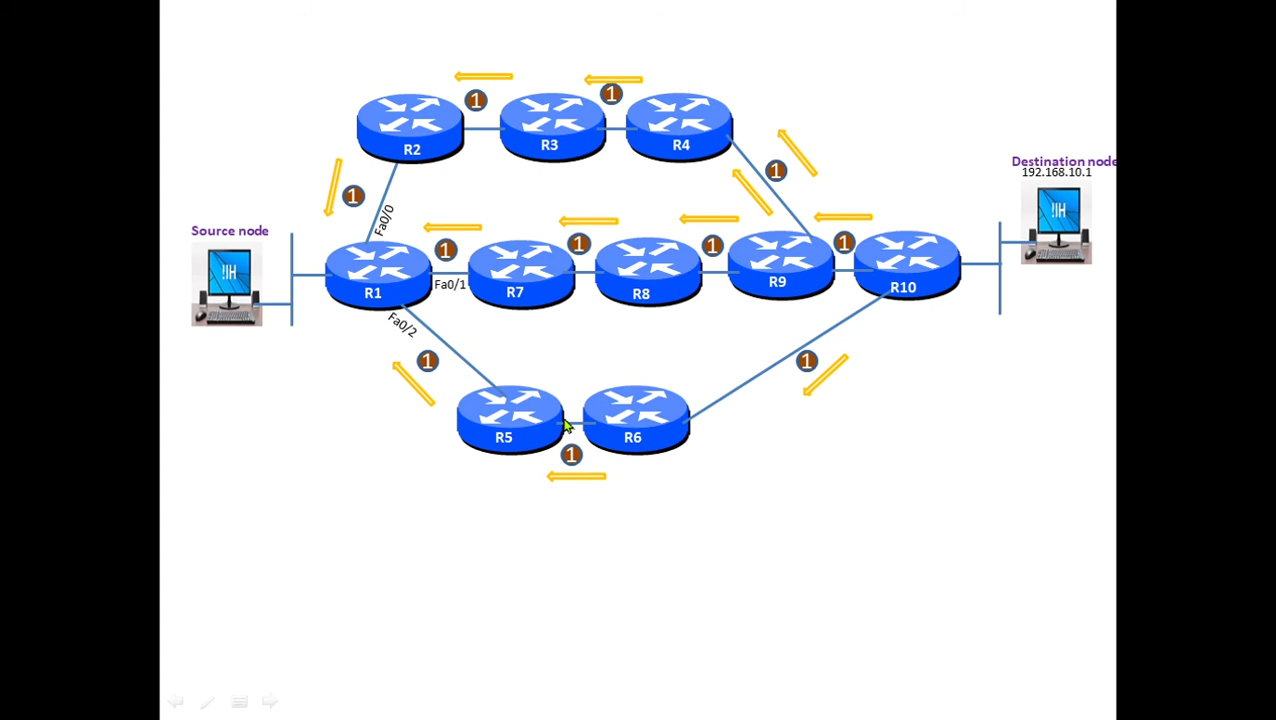 1
1
R2
R3
R4
1
1
Destination node
192.168.10.1
!!H
Fa0/0
Source node
!!H
R1
1
Fa0/1
R7
1
R8
1
R9
1
R10
Fa0/2
1
1
R5
R6
1